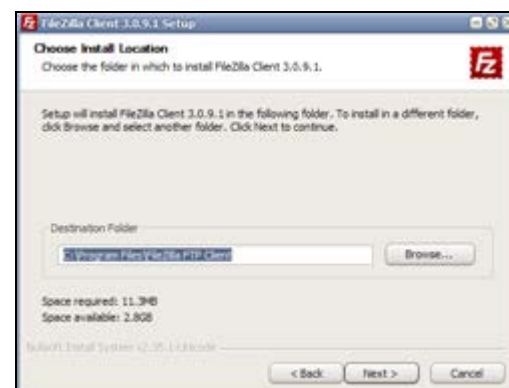 FileZilla Client 3.0.9.1 Setup
Choose Install Location
Choose the folder in which to install FileZilla Client 3.0.9.1.
Fz
Setup will install FileZilla Client 3.0.9.1 in the following folder. To install in a different folder,
click Browse and select another folder. Click Next to continue.
Destination Folder
C:\Program Files\FileZilla FTP Client
Browse...
Space required: 11.3MB
Space available: 2.8GB
Nullsoft Install System v2.35.1-Unicode
< Back
Next >
Cancel